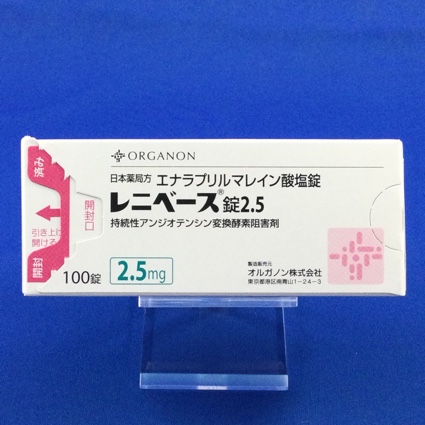 ORGANON
日本薬局方 エナラプリルマレイン酸塩錠
レニベース®錠2.5
持続性アンジオテンシン変換酵素阻害剤
100錠
2.5mg
製造販売元
オルガノン株式会社
東京都港区南青山1-24-3
開封口
引き上げ
開ける
開封
済み